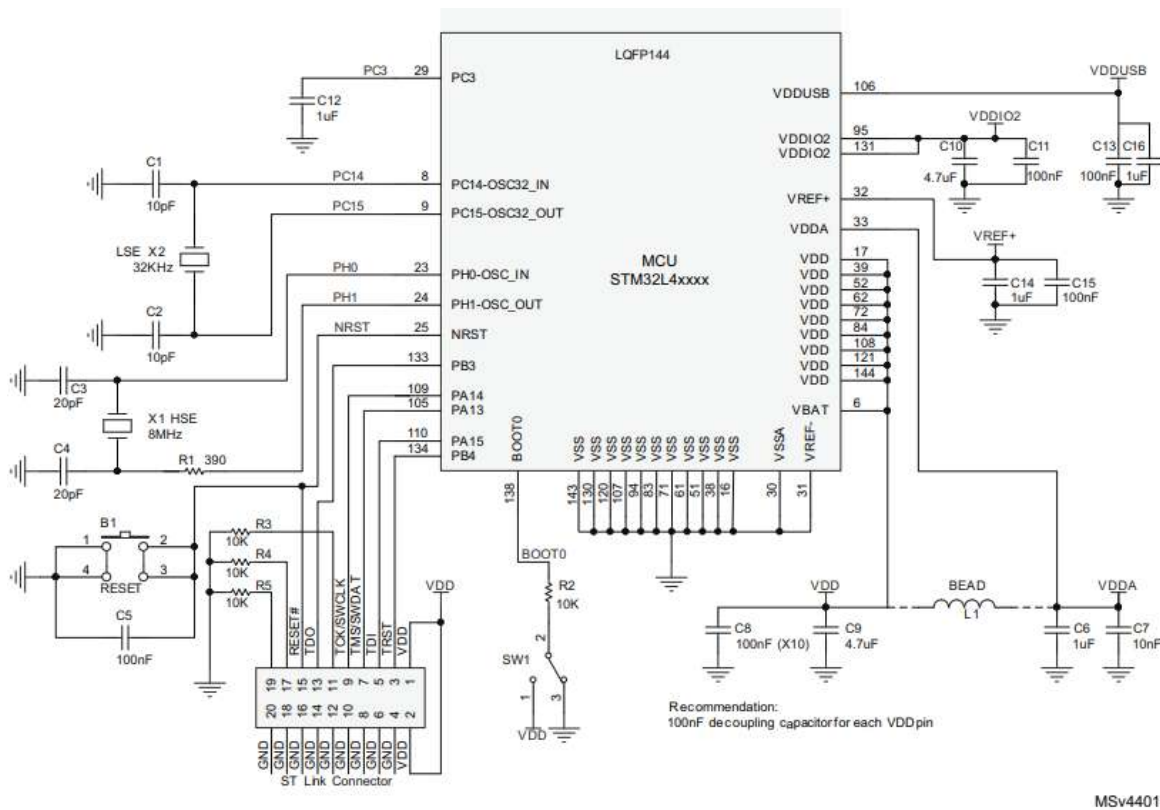 LQFP144
MCU
STM32L4xxxx
PC3 29 PC3
C12
1uF
C1
10pF
PC14 8 PC14-OSC32_IN
PC15 9 PC15-OSC32_OUT
LSE X2
32KHz
C2
10pF
PH0 23 PH0-OSC_IN
PH1 24 PH1-OSC_OUT
NRST 25 NRST
133 PB3
109 PA14
105 PA13
110 PA15
134 PB4
C3
20pF
X1 HSE
8MHz
C4
20pF
R1 390
B1
1 2
4 3
RESET
C5
100nF
R3
10K
R4
10K
R5
10K
RESET#
TDO
TCK/SWCLK
TMS/SWDAT
TDI
TRST
VDD
VDD
19 17 15 13 11 9 7 5 3 1
20 18 16 14 12 10 8 6 4 2
GND GND GND GND GND GND GND GND VDD
ST Link Connector
BOOT0
138
BOOT0
R2
10K
2
SW1
1 3
VDD
VSS VSS VSS VSS VSS VSS VSS VSS VSS VSS VSS
143 130 120 107 94 83 71 61 51 38 16
VSSA VREF-
30 31
VDDUSB 106
VDDUSB
C13 C16
100nF 1uF
VDDIO2 95
VDDIO2 131
VDDIO2
C10 C11
4.7uF 100nF
VREF+ 32
VDDA 33
VREF+
C14 C15
1uF 100nF
VDD 17
VDD 39
VDD 52
VDD 62
VDD 72
VDD 84
VDD 108
VDD 121
VDD 144
VBAT 6
VDD
BEAD
L1
VDDA
C8
100nF (X10)
C9
4.7uF
C6
1uF
C7
10nF
Recommendation:
100nF decoupling capacitor for each VDD pin
MSv4401